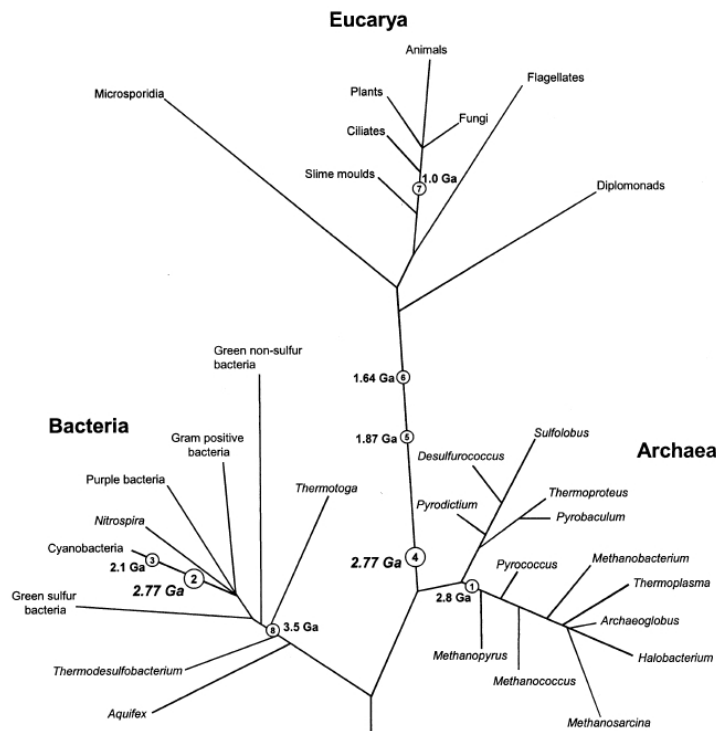 Eucarya
Animals
Flagellates
Microsporidia
Plants
Fungi
Ciliates
Slime moulds
1.0 Ga
7
Diplomonads
Green non-sulfur
bacteria
1.64 Ga
6
Bacteria
Gram positive
bacteria
1.87 Ga
5
Sulfolobus
Archaea
Desulfurococcus
Purple bacteria
Thermotoga
Thermoproteus
Pyrodictium
Pyrobaculum
Nitrospira
Cyanobacteria
3
2.1 Ga
2
2.77 Ga
2.77 Ga
4
Pyrococcus
Methanobacterium
Thermoplasma
1
2.8 Ga
Green sulfur
bacteria
8
3.5 Ga
Archaeoglobus
Methanopyrus
Halobacterium
Thermodesulfobacterium
Methanococcus
Aquifex
Methanosarcina